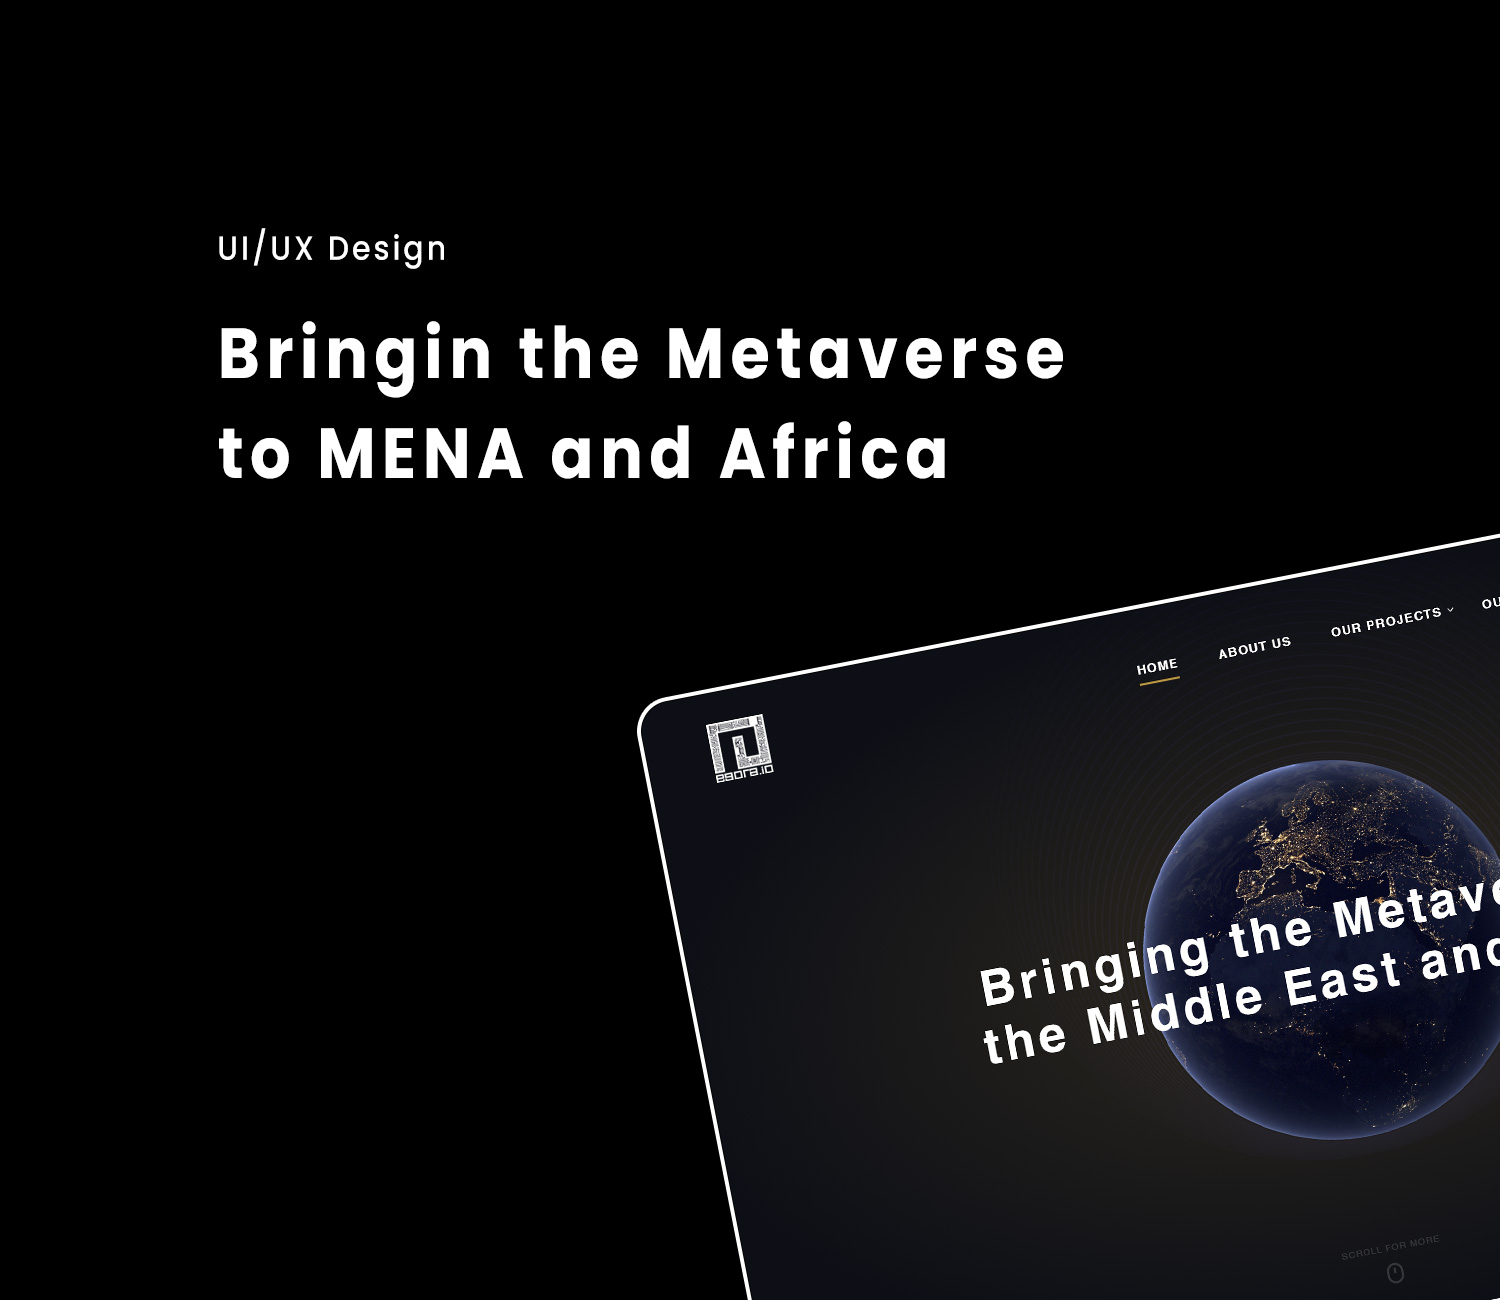 UI/UX Design
Bringin the Metaverse
to MENA and Africa
HOME ABOUT US OUR PROJECTS
agora.io
Bringing the Metave
the Middle East and
SCROLL FOR MORE